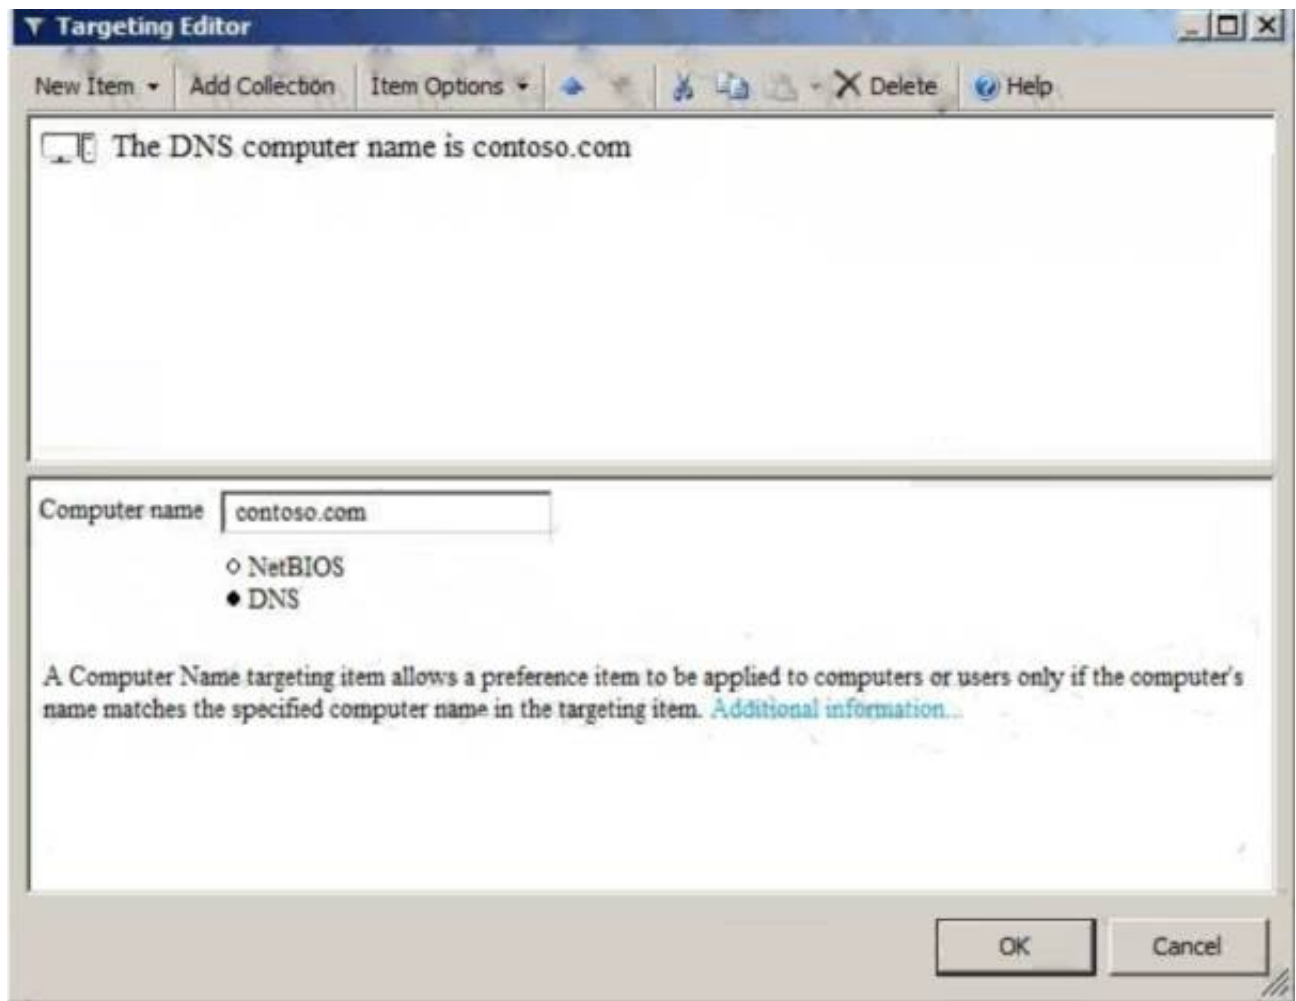 Targeting Editor
New Item Add Collection Item Options Delete Help
The DNS computer name is contoso.com
Computer name contoso.com
NetBIOS
DNS
A Computer Name targeting item allows a preference item to be applied to computers or users only if the computer's
name matches the specified computer name in the targeting item. Additional information...
OK Cancel